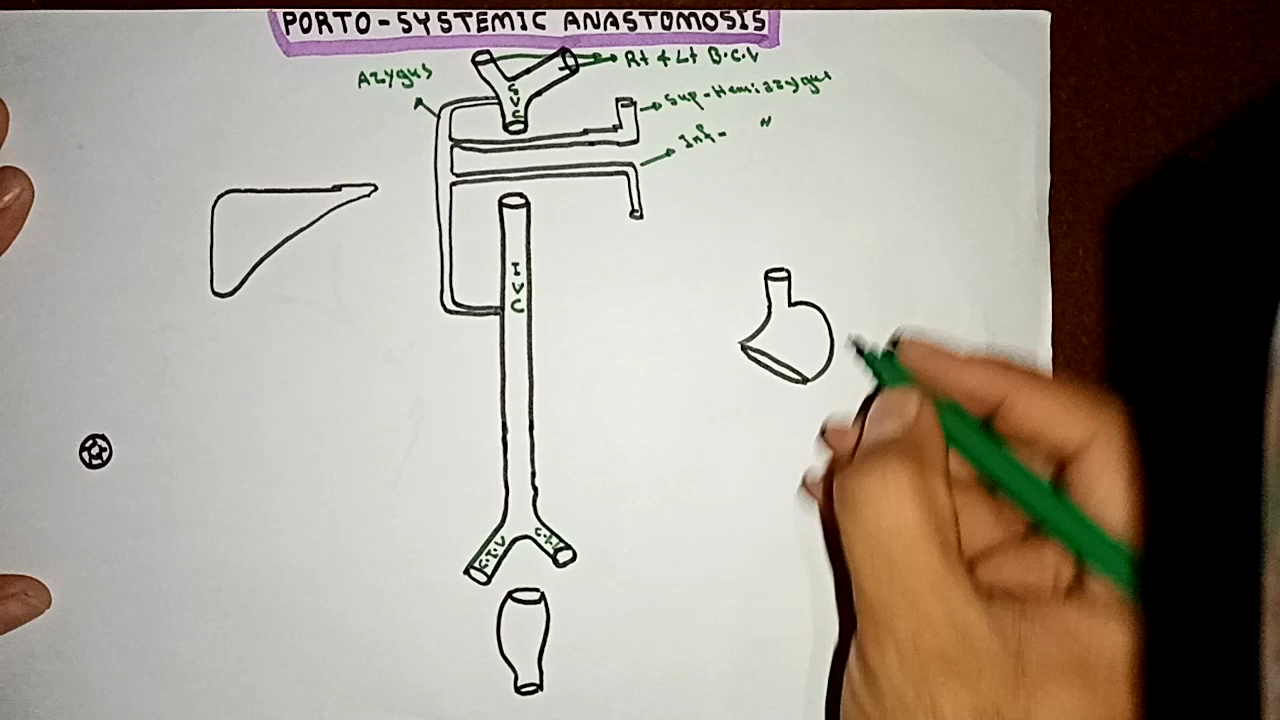 PORTO-SYSTEMIC ANASTOMOSIS
Rt & Lt B.C.V
Azygus
Sup-Hemiazygus
Inf- "
SVC
IVC
C.I.V
C.I.V